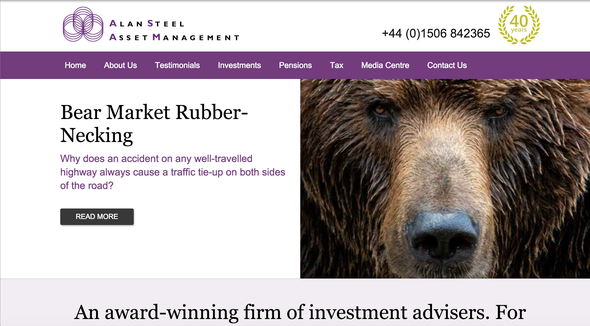 ALAN STEEL
ASSET MANAGEMENT
+44 (0)1506 842365
40
years
Home About Us Testimonials Investments Pensions Tax Media Centre Contact Us
Bear Market Rubber-
Necking
Why does an accident on any well-travelled
highway always cause a traffic tie-up on both sides
of the road?
READ MORE
An award-winning firm of investment advisers. For